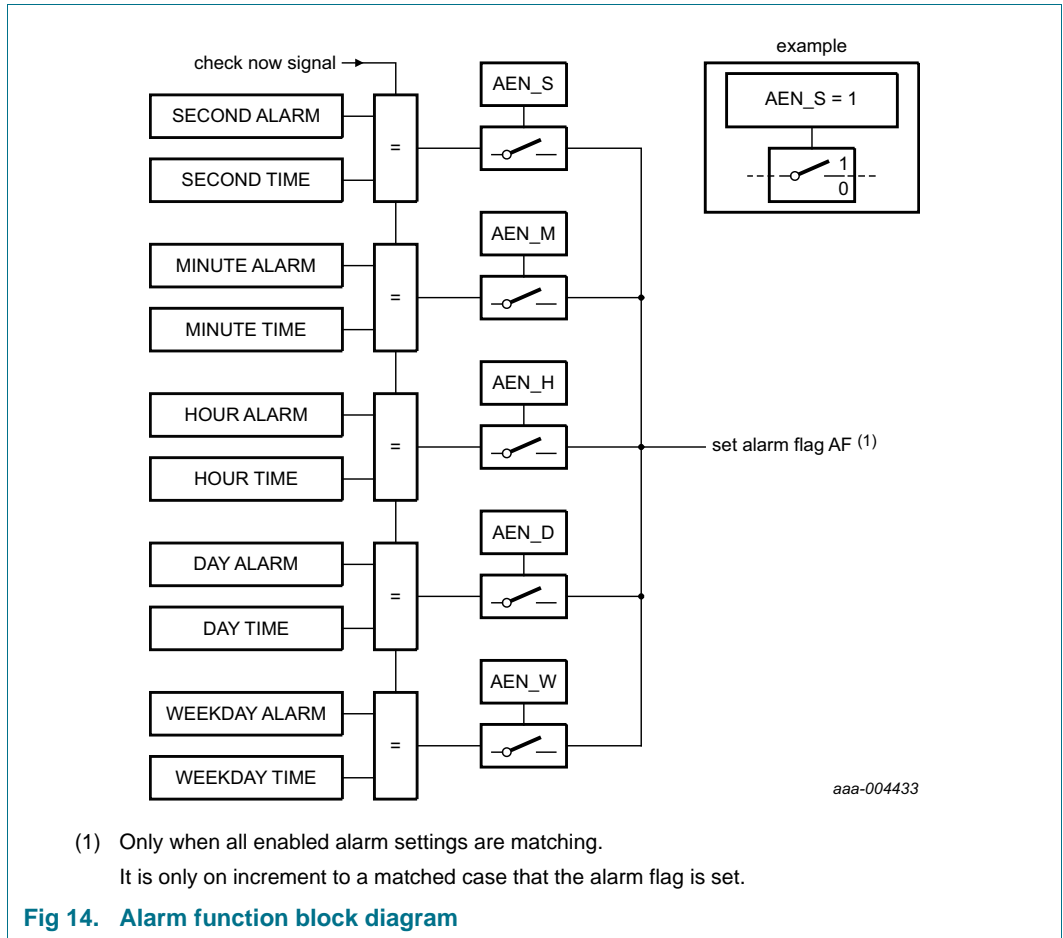 check now signal
example
AEN_S
AEN_S = 1
SECOND ALARM
=
1
0
SECOND TIME
AEN_M
MINUTE ALARM
=
MINUTE TIME
AEN_H
HOUR ALARM
=
set alarm flag AF (1)
HOUR TIME
AEN_D
DAY ALARM
=
DAY TIME
AEN_W
WEEKDAY ALARM
=
WEEKDAY TIME
aaa-004433
(1) Only when all enabled alarm settings are matching.
It is only on increment to a matched case that the alarm flag is set.
Fig 14. Alarm function block diagram